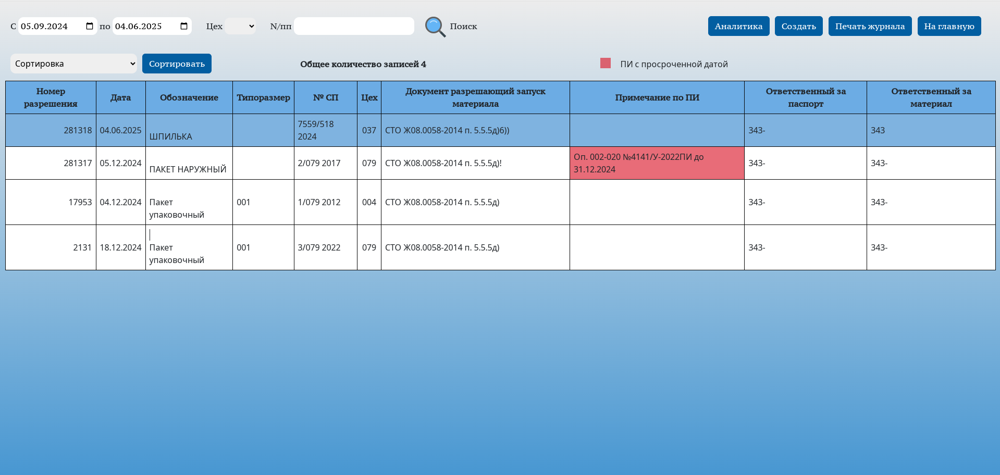 С 05.09.2024 по 04.06.2025 Цех N/пп Поиск Аналитика Создать Печать журнала На главную
Сортировка Сортировать Общее количество записей 4 ПИ с просроченной датой
Номер разрешения Дата Обозначение Типоразмер № СП Цех Документ разрешающий запуск материала Примечание по ПИ Ответственный за паспорт Ответственный за материал
281318 04.06.2025 ШПИЛЬКА 7559/518 2024 037 СТО Ж08.0058-2014 п. 5.5.5д)6)) 343- 343
281317 05.12.2024 ПАКЕТ НАРУЖНЫЙ 2/079 2017 079 СТО Ж08.0058-2014 п. 5.5.5д)! Оп. 002-020 №4141/У-2022ПИ до 31.12.2024 343- 343-
17953 04.12.2024 Пакет упаковочный 001 1/079 2012 004 СТО Ж08.0058-2014 п. 5.5.5д) 343- 343-
2131 18.12.2024 Пакет упаковочный 001 3/079 2022 079 СТО Ж08.0058-2014 п. 5.5.5д) 343- 343-